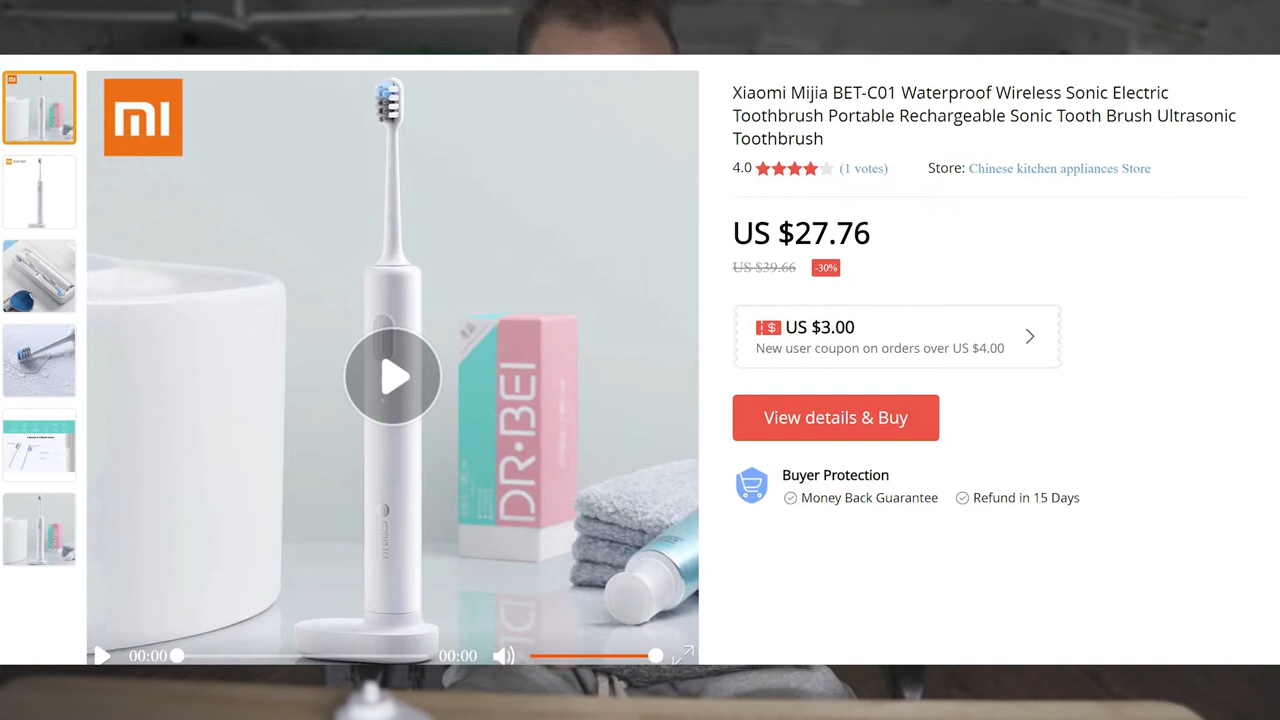 mi
Xiaomi Mijia BET-C01 Waterproof Wireless Sonic Electric
Toothbrush Portable Rechargeable Sonic Tooth Brush Ultrasonic
Toothbrush
4.0 (1 votes) Store: Chinese kitchen appliances Store
US $27.76
US $39.66 -30%
$ US $3.00
New user coupon on orders over US $4.00
View details & Buy
Buyer Protection
Money Back Guarantee Refund in 15 Days
DR·BEI
00:00 00:00